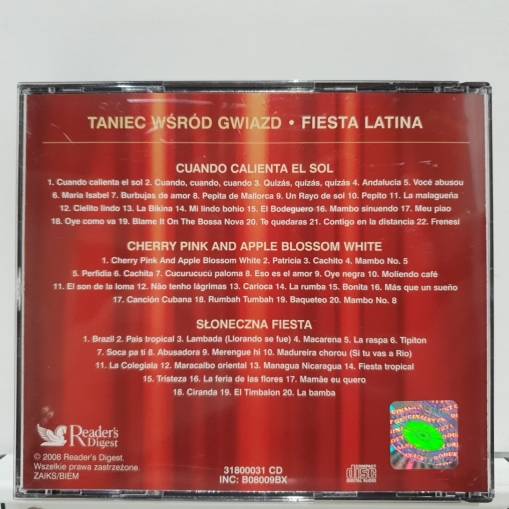 TANIEC WŚRÓD GWIAZD • FIESTA LATINA
CUANDO CALIENTA EL SOL
1. Cuando calienta el sol 2. Cuando, cuando, cuando 3. Quizás, quizás, quizás 4. Andalucia 5. Vocé abusou
6. Maria Isabel 7. Burbujas de amor 8. Pepita de Mallorca 9. Un Rayo de sol 10. Pepito 11. La malagueña
12. Cielito lindo 13. La Bikina 14. Mi lindo bohio 15. El Bodeguero 16. Mambo sinuendo 17. Meu piao
18. Oye como va 19. Blame It On The Bossa Nova 20. Te quedaras 21. Contigo en la distancia 22. Frenesi
CHERRY PINK AND APPLE BLOSSOM WHITE
1. Cherry Pink And Apple Blossom White 2. Patricia 3. Cachito 4. Mambo No. 5
5. Perfidia 6. Cachita 7. Cucurucucú paloma 8. Eso es el amor 9. Oye negra 10. Moliendo café
11. El son de la loma 12. Não tenho lágrimas 13. Carioca 14. La rumba 15. Bonita 16. Más que un sueño
17. Canción Cubana 18. Rumbah Tumbah 19. Baqueteo 20. Mambo No. 8
SŁONECZNA FIESTA
1. Brazil 2. Pais tropical 3. Lambada (Llorando se fue) 4. Macarena 5. La raspa 6. Tipiton
7. Soca pa ti 8. Abusadora 9. Merengue hi 10. Madureira chorou (Si tu vas a Rio)
11. La Colegiala 12. Maracaibo oriental 13. Managua Nicaragua 14. Fiesta tropical
15. Tristeza 16. La feria de las flores 17. Mamãe eu quero
18. Ciranda 19. El Timbalon 20. La bamba
Reader's
Digest
© 2008 Reader's Digest.
Wszelkie prawa zastrzeżone.
ZAIKS/BIEM
31800031 CD
INC: B08009BX
COMPACT
disc
DIGITAL AUDIO